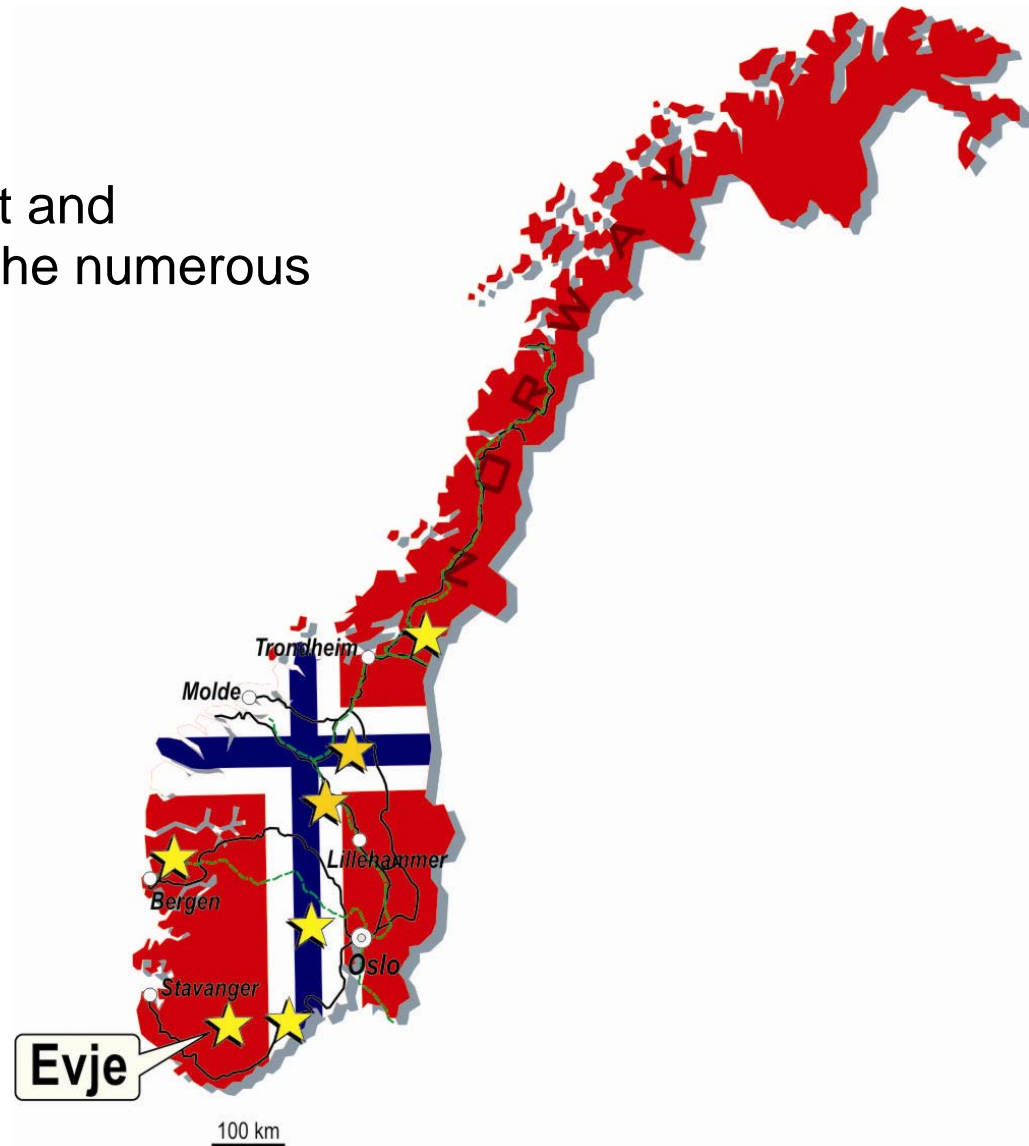 t and
he numerous
NORWAY
Trondheim
Molde
Lillehammer
Bergen
Oslo
Stavanger
Evje
100 km